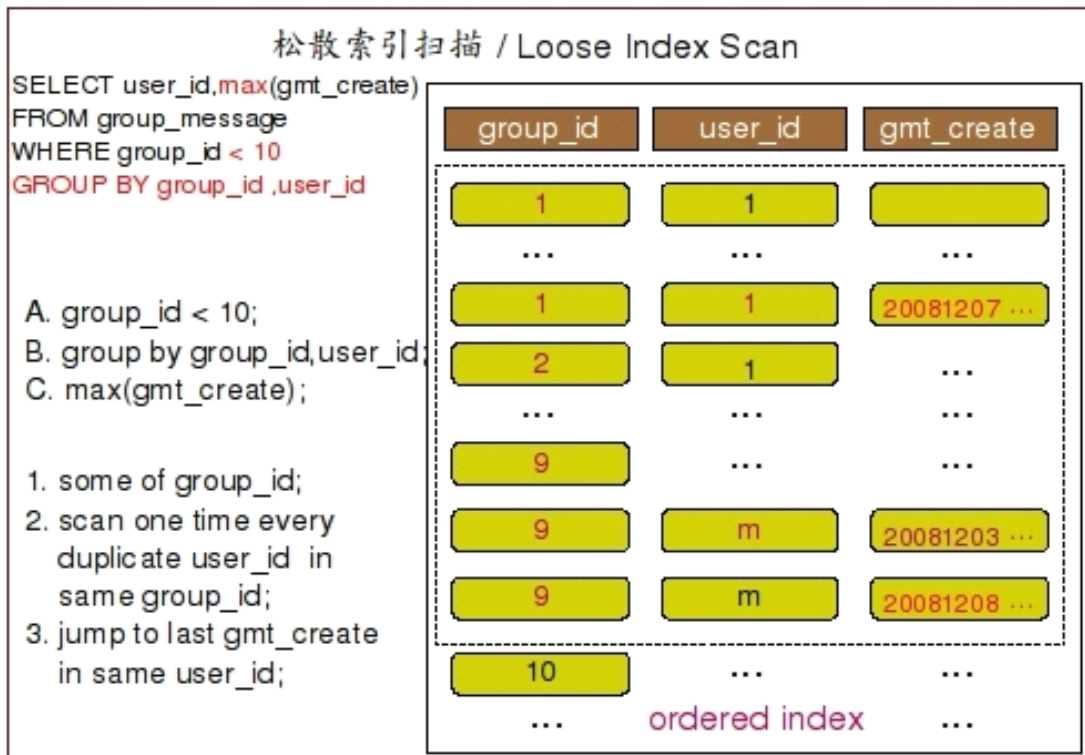 松散索引扫描 / Loose Index Scan
SELECT user_id,max(gmt_create)
FROM group_message
WHERE group_id < 10
GROUP BY group_id ,user_id
A. group_id < 10;
B. group by group_id,user_id;
C. max(gmt_create);
1. some of group_id;
2. scan one time every
duplicate user_id in
same group_id;
3. jump to last gmt_create
in same user_id;
group_id user_id gmt_create
1 1
... ... ...
1 1 20081207 ...
2 1 ...
... ... ...
9 ... ...
9 m 20081203 ...
9 m 20081208 ...
10 ... ...
... ordered index ...